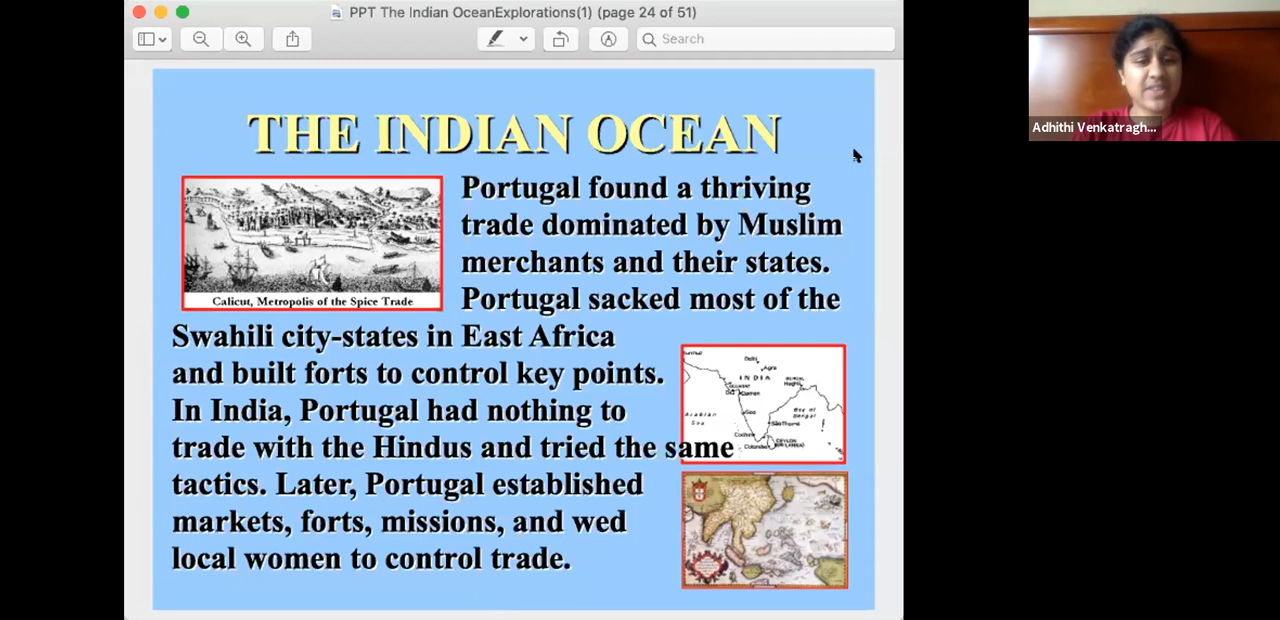 PPT The Indian OceanExplorations(1) (page 24 of 51)
Search
Adhithi Venkatragh...
THE INDIAN OCEAN
Calicut, Metropolis of the Spice Trade
Portugal found a thriving
trade dominated by Muslim
merchants and their states.
Portugal sacked most of the
Swahili city-states in East Africa
and built forts to control key points.
In India, Portugal had nothing to
trade with the Hindus and tried the same
tactics. Later, Portugal established
markets, forts, missions, and wed
local women to control trade.
Delhi
Agra
INDIA
Goa
Arabian
Sea
Bay of
Bengal
CEYLON